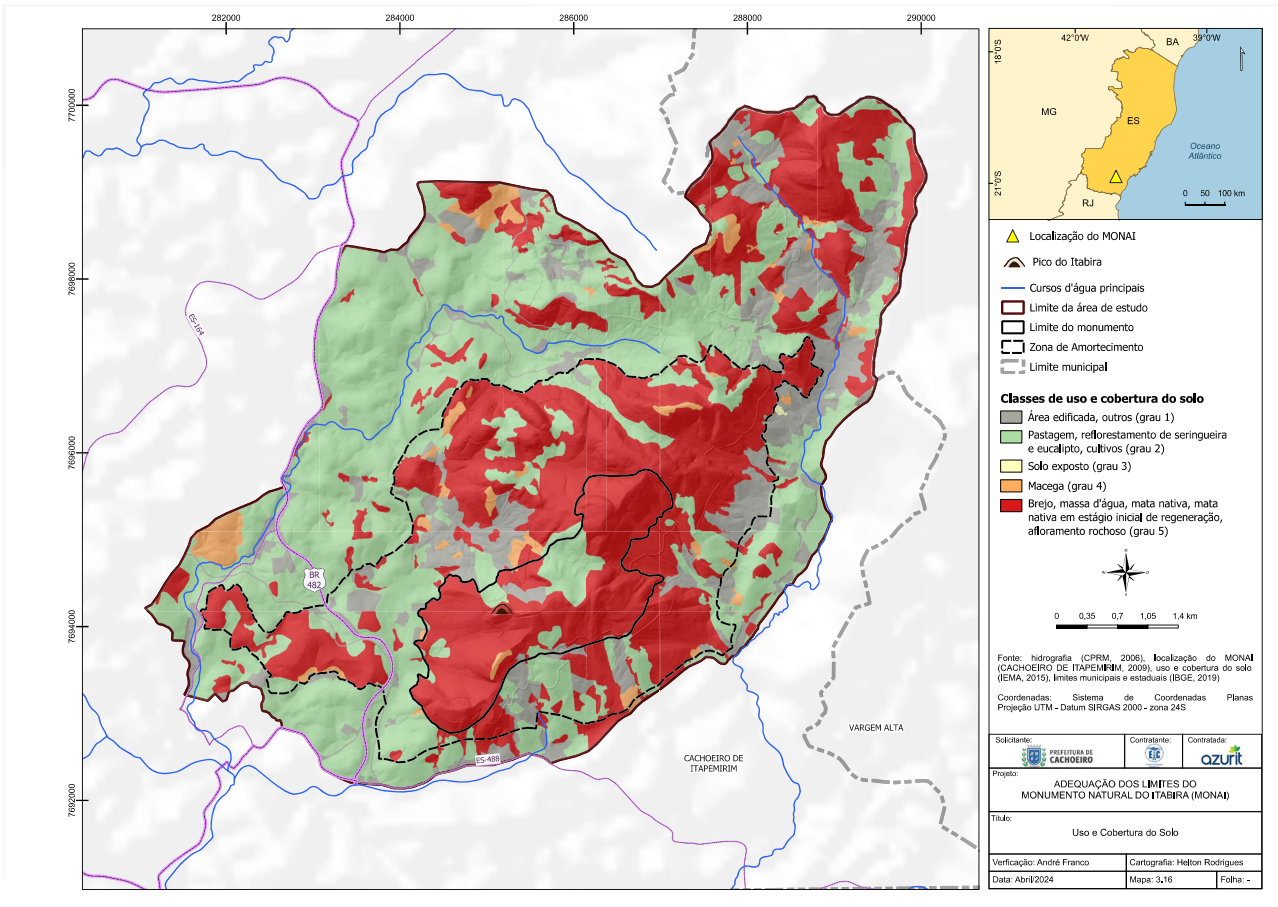 282000
284000
286000
288000
290000
7700000
7698000
7696000
7694000
7692000
ES-164
BR
482
ES-488
CACHOEIRO DE
ITAPEMIRIM
VARGEM ALTA
42°0'W
39°0'W
18°S
21°S
BA
MG
ES
RJ
Oceano
Atlântico
0 50 100 km
Localização do MONAI
Pico do Itabira
Cursos d'água principais
Limite da área de estudo
Limite do monumento
Zona de Amortecimento
Limite municipal
Classes de uso e cobertura do solo
Área edificada, outros (grau 1)
Pastagem, reflorestamento de seringueira
e eucalipto, cultivos (grau 2)
Solo exposto (grau 3)
Macega (grau 4)
Brejo, massa d'água, mata nativa, mata
nativa em estágio inicial de regeneração,
afloramento rochoso (grau 5)
0 0,35 0,7 1,05 1,4 km
Fonte: hidrografia (CPRM, 2006), localização do MONAI
(CACHOEIRO DE ITAPEMIRIM, 2009), uso e cobertura do solo
(IEMA, 2015), limites municipais e estaduais (IBGE, 2019)
Coordenadas: Sistema de Coordenadas Planas
Projeção UTM - Datum SIRGAS 2000 - zona 24S
Solicitante:
PREFEITURA DE
CACHOEIRO
Contratante:
Contratada:
azurit
Projeto:
ADEQUAÇÃO DOS LIMITES DO
MONUMENTO NATURAL DO ITABIRA (MONAI)
Título:
Uso e Cobertura do Solo
Verficação: André Franco
Cartografia: Helton Rodrigues
Data: Abril/2024
Mapa: 3.16
Folha: -